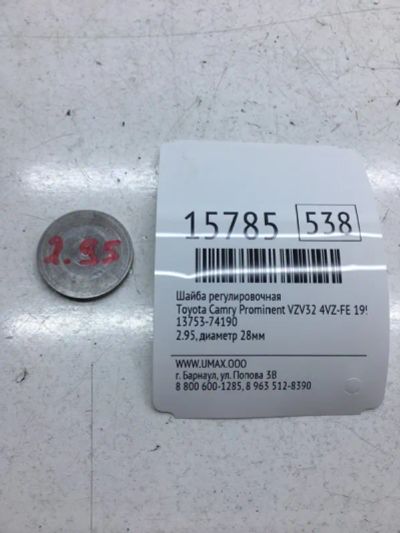 2.95
15785 538
Шайба регулировочная
Toyota Camry Prominent VZV32 4VZ-FE 19
13753-74190
2.95, диаметр 28мм
WWW.UMAX.OOO
г. Барнаул, ул. Попова 3В
8 800 600-1285, 8 963 512-8390